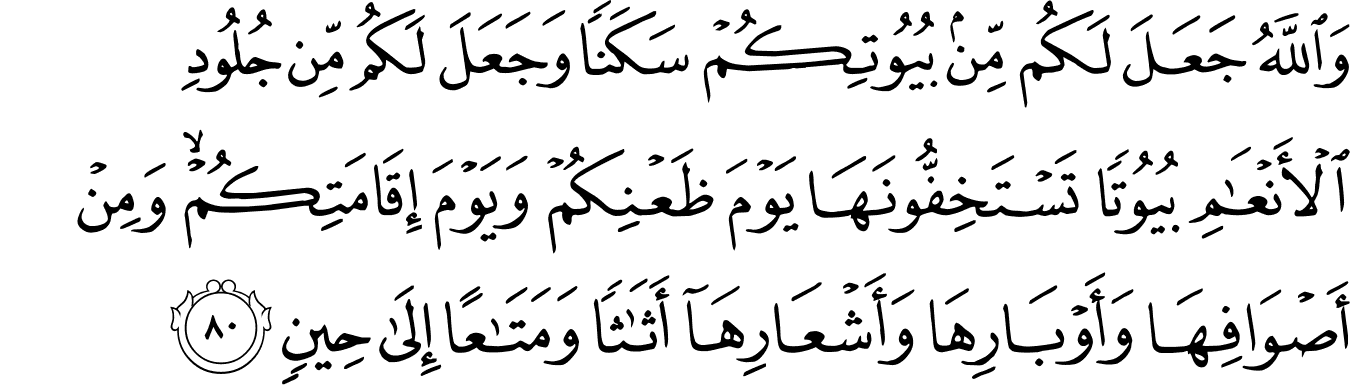 وَٱللَّهُ جَعَلَ لَكُم مِّنۢ بُيُوتِكُمْ سَكَنًا وَجَعَلَ لَكُم مِّن جُلُودِ
ٱلْأَنْعَـٰمِ بُيُوتًا تَسْتَخِفُّونَهَا يَوْمَ ظَعْنِكُمْ وَيَوْمَ إِقَامَتِكُمْ ۙ وَمِنْ
أَصْوَافِهَا وَأَوْبَارِهَا وَأَشْعَارِهَآ أَثَـٰثًا وَمَتَـٰعًا إِلَىٰ حِينٍ ٨٠